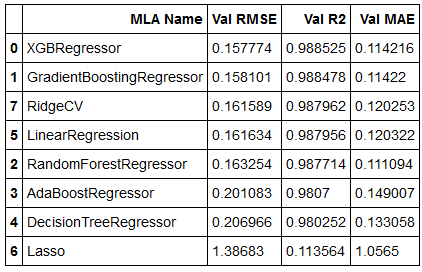 MLA Name Val RMSE Val R2 Val MAE
0 XGBRegressor 0.157774 0.988525 0.114216
1 GradientBoostingRegressor 0.158101 0.988478 0.11422
7 RidgeCV 0.161589 0.987962 0.120253
5 LinearRegression 0.161634 0.987956 0.120322
2 RandomForestRegressor 0.163254 0.987714 0.111094
3 AdaBoostRegressor 0.201083 0.9807 0.149007
4 DecisionTreeRegressor 0.206966 0.980252 0.133058
6 Lasso 1.38683 0.113564 1.0565